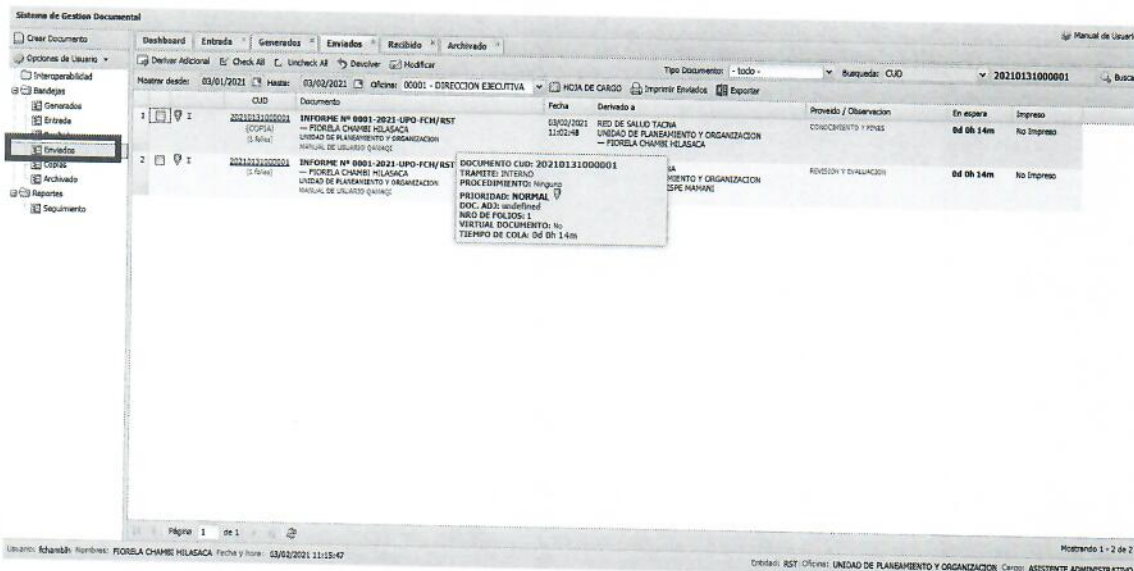 Sistema de Gestion Documental
Crear Documento
Dashboard Entrada Generados Enviados Recibido Archivado
Manual de Usuari
Opciones de Usuario
Derivar Adicional Check All Uncheck All Devolver Modificar
Tipo Documento: - todo - Busqueda: CUD 20210131000001 Busca
Mostrar desde: 03/01/2021 Hasta: 03/02/2021 Oficina: 00001 - DIRECCION EJECUTIVA HOJA DE CARGO Imprimir Enviados Exportar
Interoperabilidad
Bandejas
Generados
Entrada
Enviados
Copias
Archivado
Reportes
Seguimiento
CUD Documento Fecha Derivado a Proveido / Observacion En espera Impreso
1 I 20210131000001 INFORME Nº 0001-2021-UPO-FCH/RST 03/02/2021 RED DE SALUD TACNA CONOCIMIENTO Y FINES 0d 0h 14m No Impreso
(COPIA) — FIORELA CHAMBI HILASACA 11:02:48 UNIDAD DE PLANEAMIENTO Y ORGANIZACION
(1 folios) UNIDAD DE PLANEAMIENTO Y ORGANIZACION — FIORELA CHAMBI HILASACA
MANUAL DE USUARIO QAMAQI
2 I 20210131000001 INFORME Nº 0001-2021-UPO-FCH/RST NA REVISION Y EVALUACION 0d 0h 14m No Impreso
(1 folios) — FIORELA CHAMBI HILASACA MIENTO Y ORGANIZACION
UNIDAD DE PLANEAMIENTO Y ORGANIZACION ISPE MAMANI
MANUAL DE USUARIO QAMAQI
DOCUMENTO CUD: 20210131000001
TRAMITE: INTERNO
PROCEDIMIENTO: Ninguno
PRIORIDAD: NORMAL
DOC. ADJ: undefined
NRO DE FOLIOS: 1
VIRTUAL DOCUMENTO: No
TIEMPO DE COLA: 0d 0h 14m
Página 1 de 1
Mostrando 1 - 2 de 2
Usuario: fchambih Nombres: FIORELA CHAMBI HILASACA Fecha y hora: 03/02/2021 11:15:47
Entidad: RST Oficina: UNIDAD DE PLANEAMIENTO Y ORGANIZACION Cargo: ASISTENTE ADMINISTRATIVO